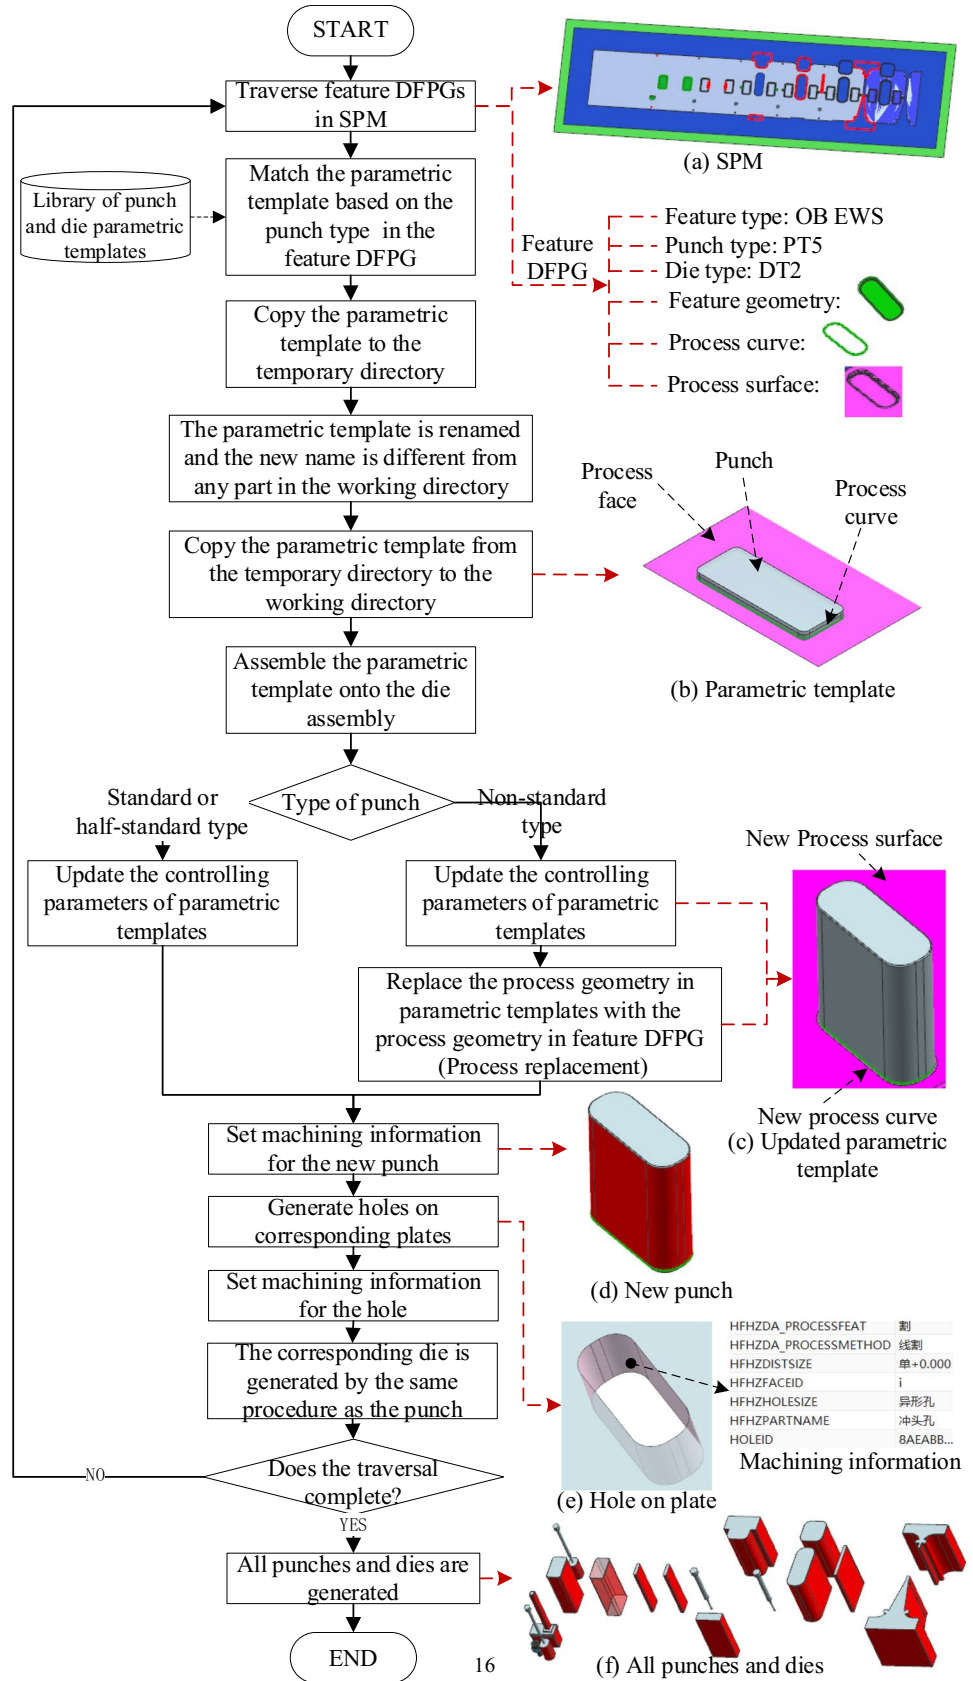 START
Traverse feature DFPGs
in SPM
(a) SPM
Library of punch
and die parametric
templates
Match the parametric
template based on the
punch type in the
feature DFPG
Feature
DFPG
Feature type: OB EWS
Punch type: PT5
Die type: DT2
Feature geometry:
Process curve:
Process surface:
Copy the parametric
template to the
temporary directory
The parametric template is renamed
and the new name is different from
any part in the working directory
Copy the parametric template from
the temporary directory to the
working directory
Process
face
Punch
Process
curve
(b) Parametric template
Assemble the parametric
template onto the die
assembly
Type of punch
Standard or
half-standard type
Non-standard
type
Update the controlling
parameters of parametric
templates
Update the controlling
parameters of parametric
templates
Replace the process geometry in
parametric templates with the
process geometry in feature DFPG
(Process replacement)
New Process surface
New process curve
(c) Updated parametric
template
Set machining information
for the new punch
(d) New punch
Generate holes on
corresponding plates
Set machining information
for the hole
The corresponding die is
generated by the same
procedure as the punch
HFHZDA_PROCESSFEAT 割
HFHZDA_PROCESSMETHOD 线割
HFHZDISTSIZE 单+0.000
HFHZFACEID i
HFHZHOLESIZE 异形孔
HFHZPARTNAME 冲头孔
HOLEID 8AEABB...
Machining information
(e) Hole on plate
Does the traversal
complete?
NO
YES
All punches and dies are
generated
END
(f) All punches and dies
16